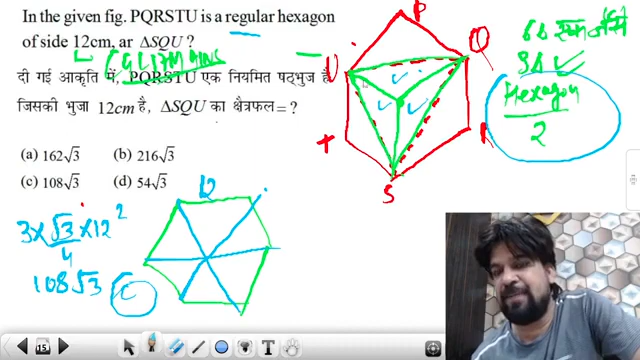 In the given fig. PQRSTU is a regular hexagon
of side 12cm, ar ΔSQU ?
दी गई आकृति में, PQRSTU एक नियमित षट्भुज है
जिसकी भुजा 12cm है, ΔSQU का क्षेत्रफल = ?
(a) 162√3 (b) 216√3
(c) 108√3 (d) 54√3
P
U
Q
T
R
S
3Δ
Hexagon
2
12
3 × √3/4 × 12²
108√3
C
15